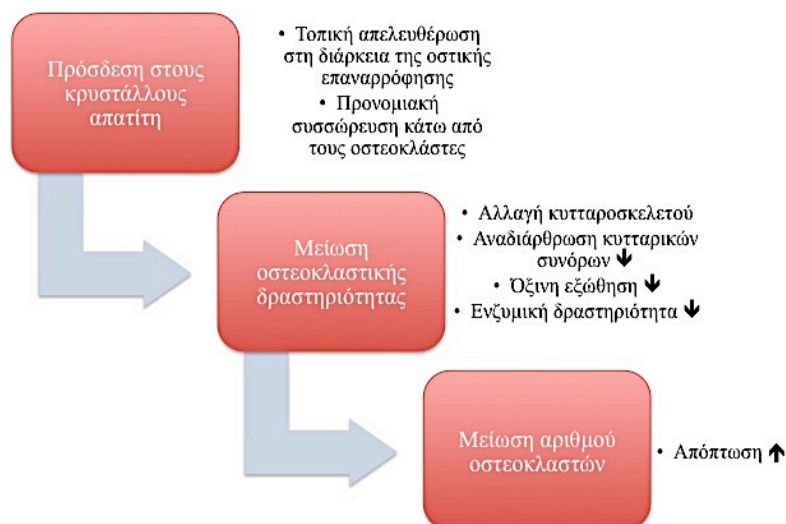 Πρόσδεση στους
κρυστάλλους
απατίτη
• Τοπική απελευθέρωση
στη διάρκεια της οστικής
επαναρρόφησης
• Προνομιακή
συσσώρευση κάτω από
τους οστεοκλάστες
Μείωση
οστεοκλαστικής
δραστηριότητας
• Αλλαγή κυτταροσκελετού
• Αναδιάρθρωση κυτταρικών
συνόρων 🡻
• Όξινη εξώθηση 🡻
• Ενζυμική δραστηριότητα 🡻
Μείωση αριθμού
οστεοκλαστών
• Απόπτωση 🡹